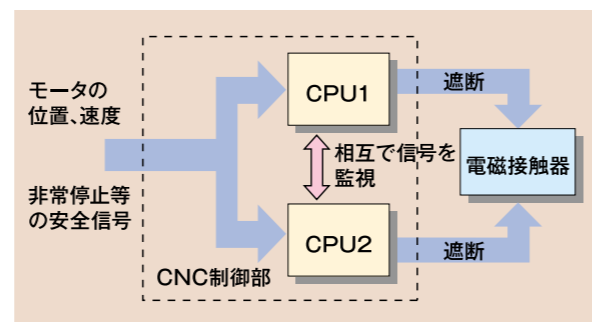 モータの
位置、速度
非常停止等
の安全信号
CPU1
相互で信号を
監視
CPU2
CNC制御部
遮断
電磁接触器
遮断